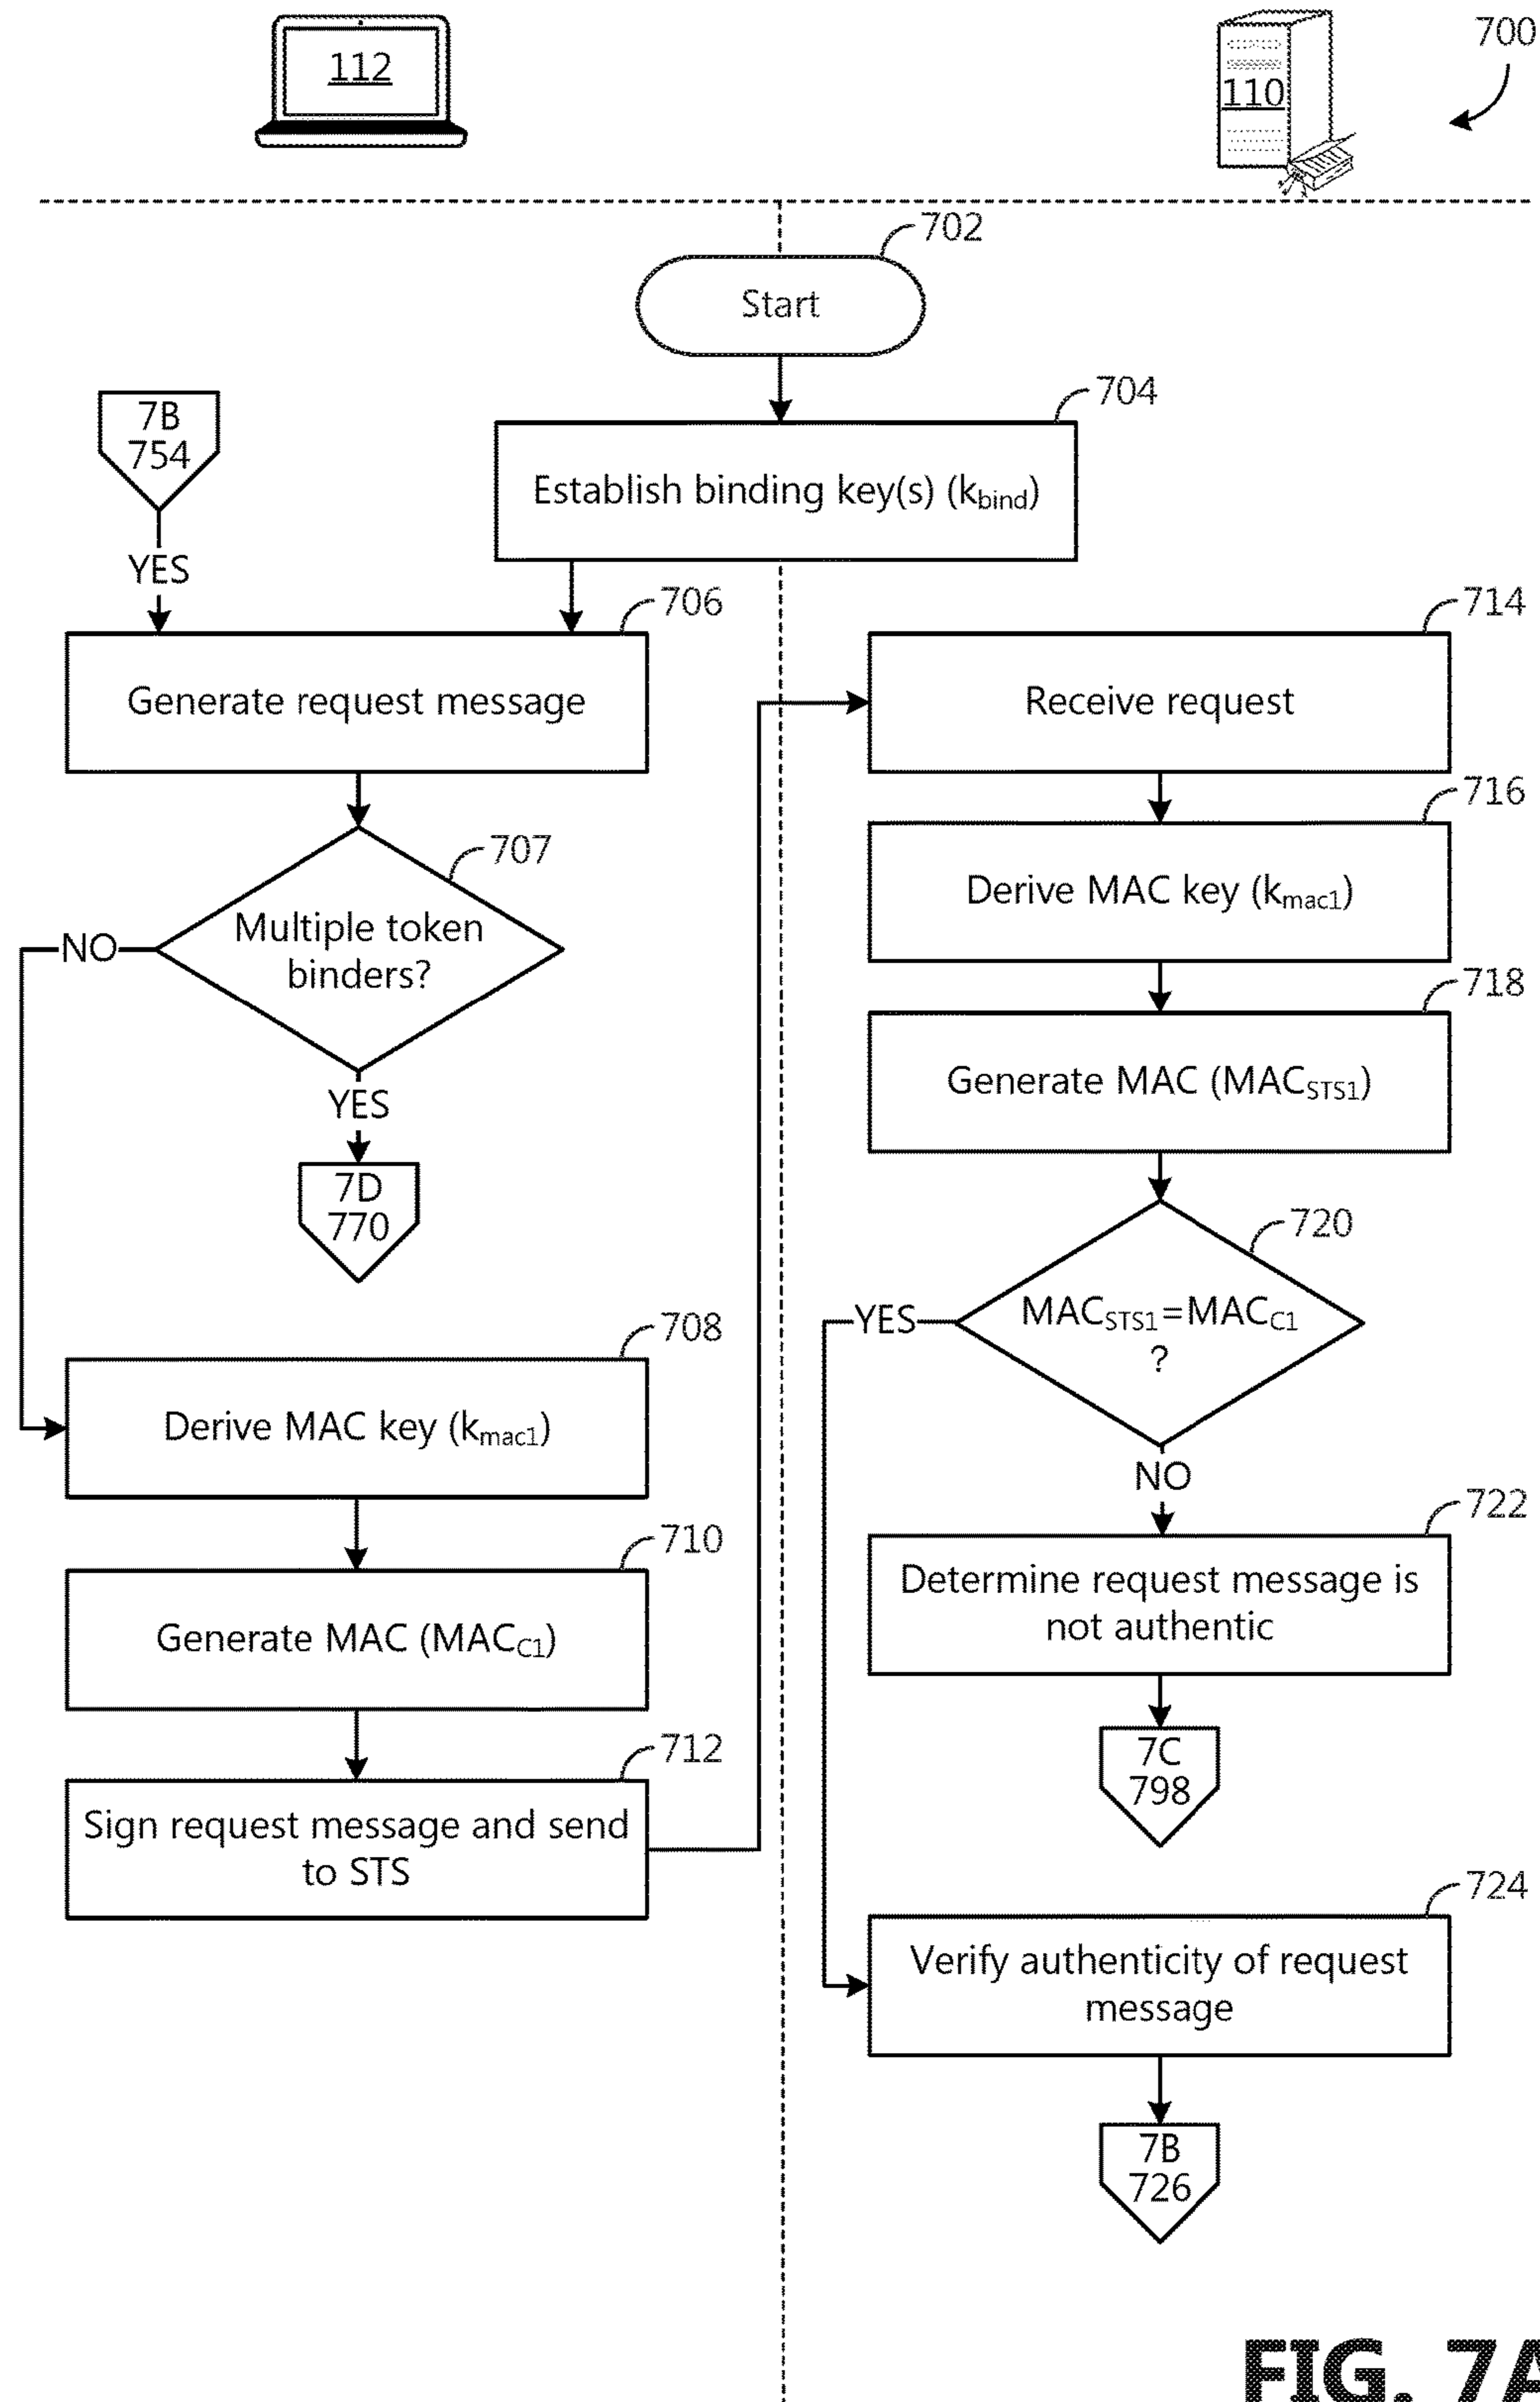 112
110
700
702
Start
704
Establish binding key(s) (kbind)
7B
754
YES
706
Generate request message
707
Multiple token
binders?
NO
YES
7D
770
708
Derive MAC key (kmac1)
710
Generate MAC (MACC1)
712
Sign request message and send
to STS
714
Receive request
716
Derive MAC key (kmac1)
718
Generate MAC (MACSTS1)
720
MACSTS1=MACC1
?
YES
NO
722
Determine request message is
not authentic
7C
798
724
Verify authenticity of request
message
7B
726
FIG. 7A